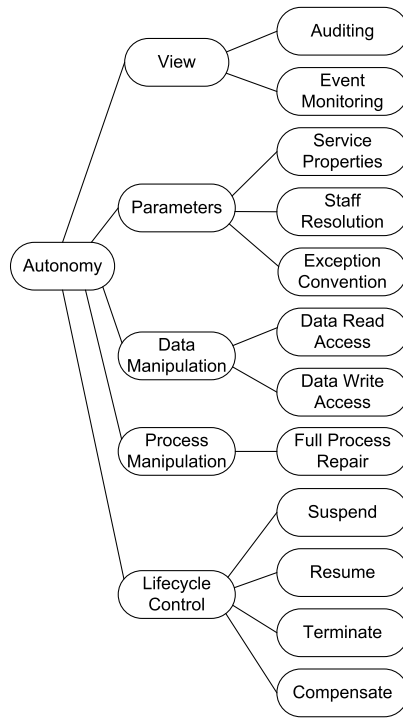 Auditing
View
Event
Monitoring
Service
Properties
Parameters
Staff
Resolution
Autonomy
Exception
Convention
Data
Manipulation
Data Read
Access
Data Write
Access
Process
Manipulation
Full Process
Repair
Suspend
Lifecycle
Control
Resume
Terminate
Compensate